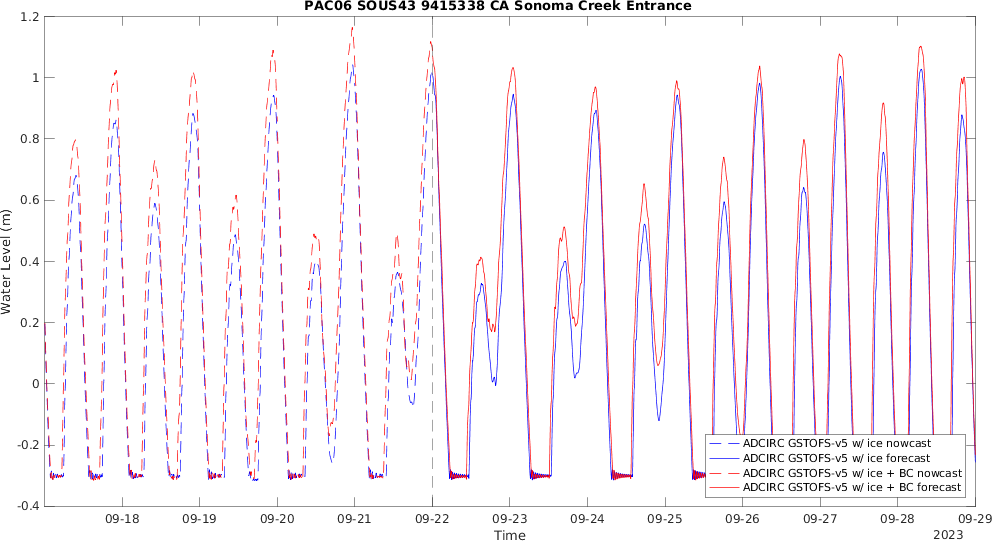 PAC06 SOUS43 9415338 CA Sonoma Creek Entrance
1.2
1
0.8
0.6
0.4
0.2
0
-0.2
-0.4
Water Level (m)
ADCIRC GSTOFS-v5 w/ ice nowcast
ADCIRC GSTOFS-v5 w/ ice forecast
ADCIRC GSTOFS-v5 w/ ice + BC nowcast
ADCIRC GSTOFS-v5 w/ ice + BC forecast
09-18 09-19 09-20 09-21 09-22 09-23 09-24 09-25 09-26 09-27 09-28 09-29
Time
2023